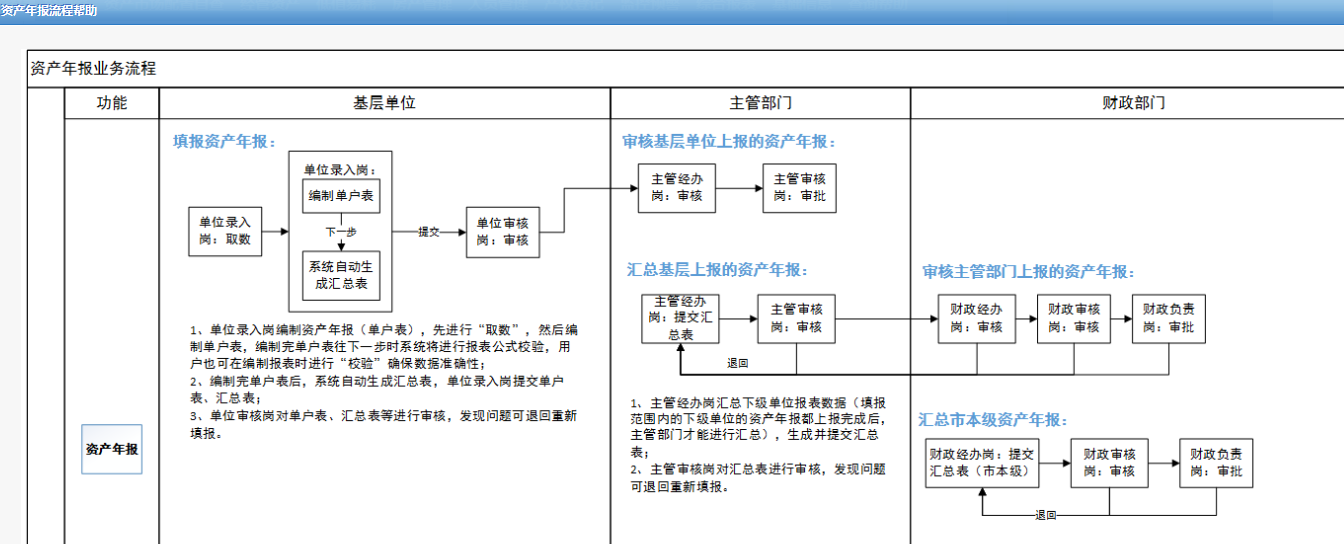 资产年报流程帮助
资产年报业务流程
功能
基层单位
主管部门
财政部门
资产年报
填报资产年报：
单位录入
岗：取数
单位录入岗：
编制单户表
下一步
系统自动生
成汇总表
提交
单位审核
岗：审核
1、单位录入岗编制资产年报（单户表），先进行“取数”，然后编
制单户表，编制完单户表往下一步时系统将进行报表公式校验，用
户也可在编制报表时进行“校验”确保数据准确性；
2、编制完单户表后，系统自动生成汇总表，单位录入岗提交单户
表、汇总表；
3、单位审核岗对单户表、汇总表等进行审核，发现问题可退回重新
填报。
审核基层单位上报的资产年报：
主管经办
岗：审核
主管审核
岗：审批
汇总基层上报的资产年报：
主管经办
岗：提交汇
总表
主管审核
岗：审核
退回
1、主管经办岗汇总下级单位报表数据（填报
范围内的下级单位的资产年报都上报完成后，
主管部门才能进行汇总），生成并提交汇总
表；
2、主管审核岗对汇总表进行审核，发现问题
可退回重新填报。
审核主管部门上报的资产年报：
财政经办
岗：审核
财政审核
岗：审核
财政负责
岗：审批
汇总市本级资产年报：
财政经办岗：提交
汇总表（市本级）
财政审核
岗：审核
财政负责
岗：审批
退回